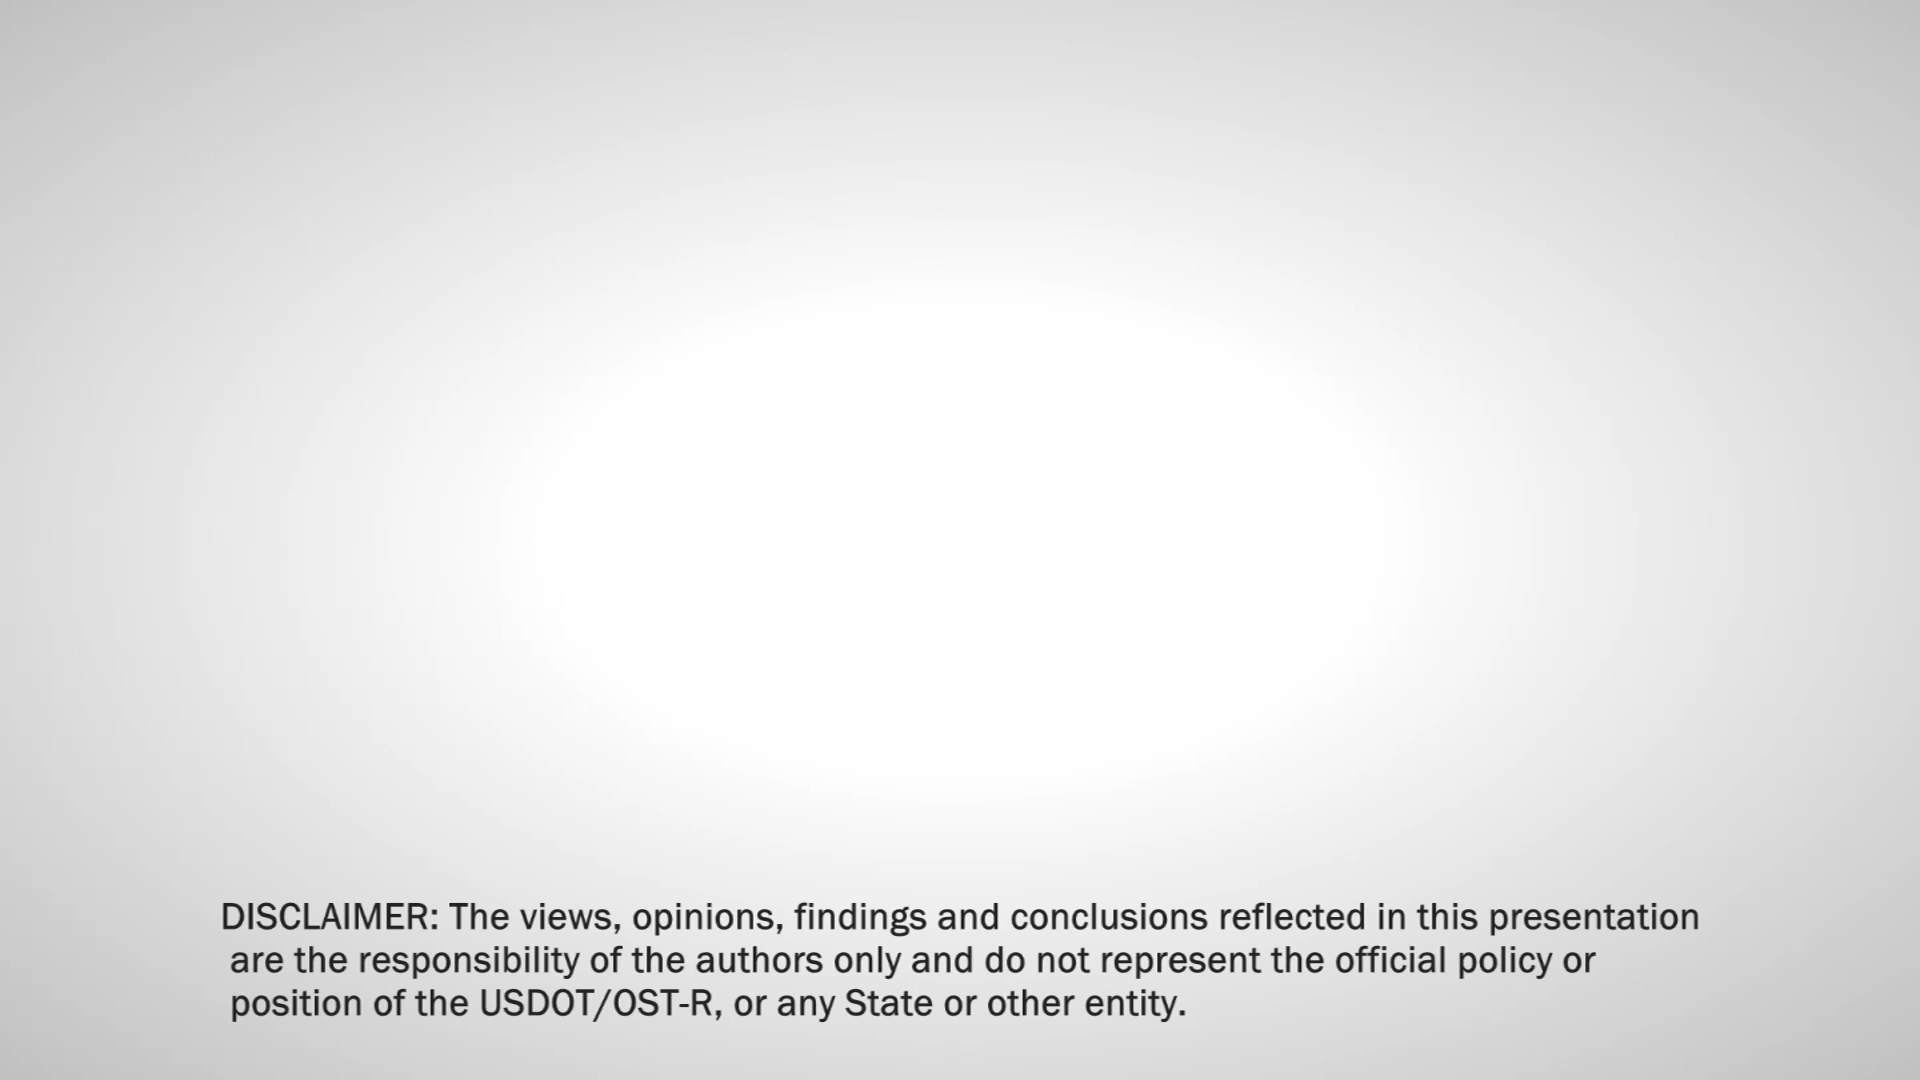 DISCLAIMER: The views, opinions, findings and conclusions reflected in this presentation
are the responsibility of the authors only and do not represent the official policy or
position of the USDOT/OST-R, or any State or other entity.